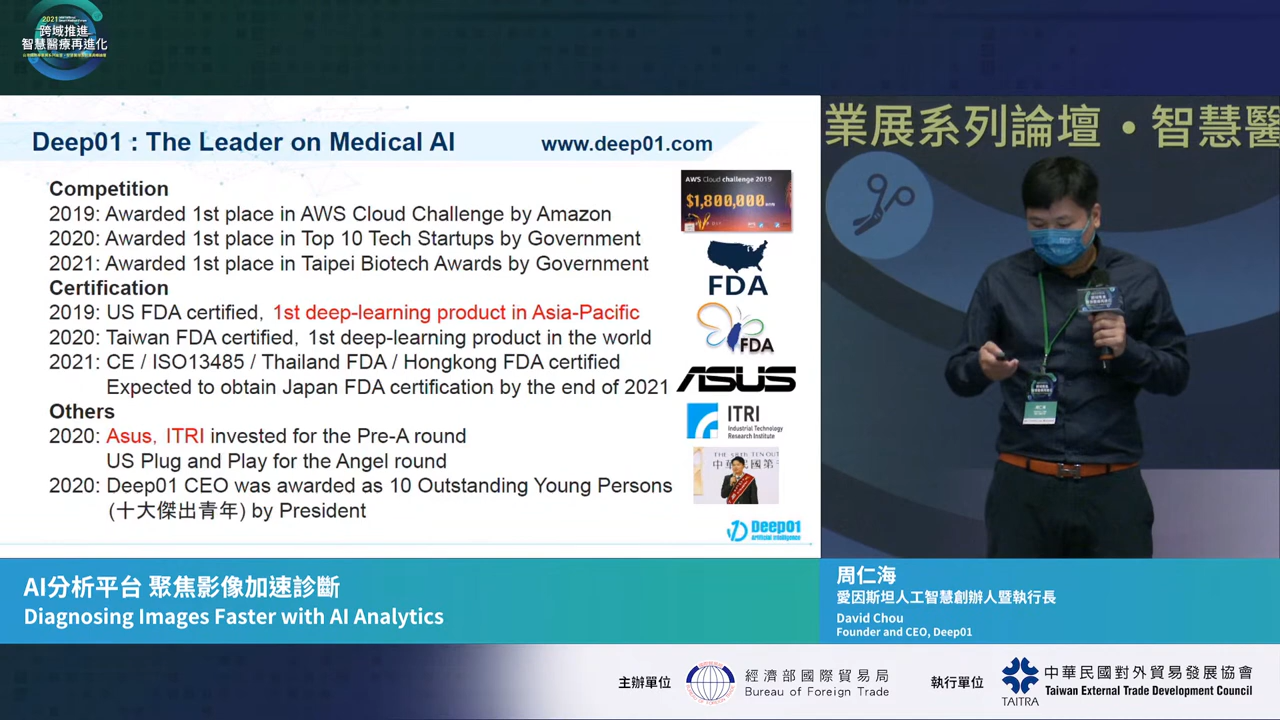 2021
跨域推進
智慧醫療再進化
Deep01 : The Leader on Medical AI
www.deep01.com
Competition
2019: Awarded 1st place in AWS Cloud Challenge by Amazon
2020: Awarded 1st place in Top 10 Tech Startups by Government
2021: Awarded 1st place in Taipei Biotech Awards by Government
Certification
2019: US FDA certified, 1st deep-learning product in Asia-Pacific
2020: Taiwan FDA certified, 1st deep-learning product in the world
2021: CE / ISO13485 / Thailand FDA / Hongkong FDA certified
Expected to obtain Japan FDA certification by the end of 2021
Others
2020: Asus, ITRI invested for the Pre-A round
US Plug and Play for the Angel round
2020: Deep01 CEO was awarded as 10 Outstanding Young Persons
(十大傑出青年) by President
AWS Cloud challenge 2019
$1,800,000
FDA
FDA
ASUS
ITRI
Industrial Technology
Research Institute
中華民國第
Deep01
Artificial Intelligence
業展系列論壇・智慧醫
AI分析平台 聚焦影像加速診斷
Diagnosing Images Faster with AI Analytics
周仁海
愛因斯坦人工智慧創辦人暨執行長
David Chou
Founder and CEO, Deep01
主辦單位
經濟部國際貿易局
Bureau of Foreign Trade
執行單位
TAITRA
中華民國對外貿易發展協會
Taiwan External Trade Development Council